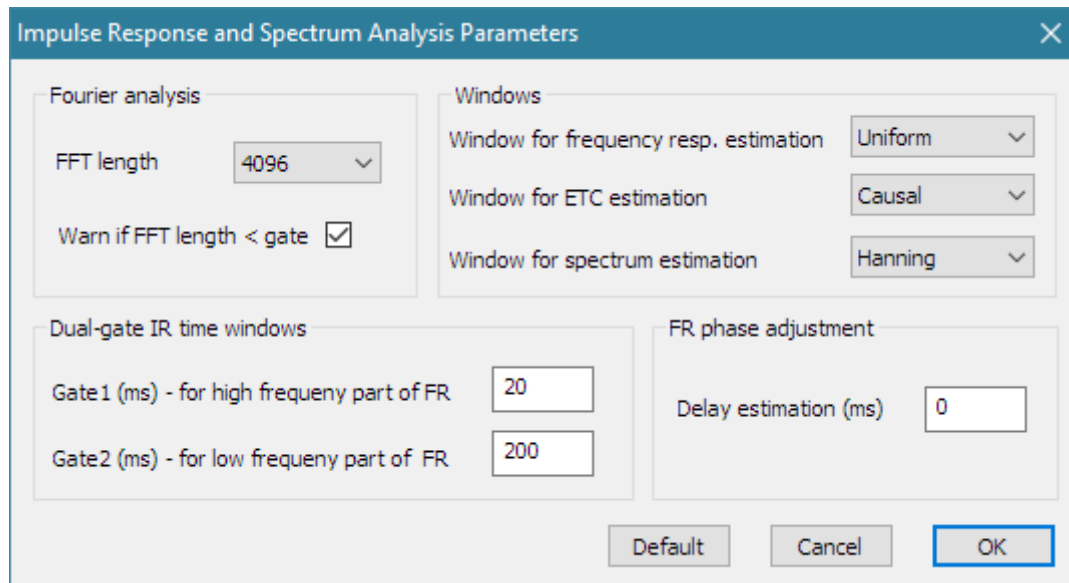 Impulse Response and Spectrum Analysis Parameters
Fourier analysis
FFT length 4096
Warn if FFT length < gate
Windows
Window for frequency resp. estimation Uniform
Window for ETC estimation Causal
Window for spectrum estimation Hanning
Dual-gate IR time windows
Gate1 (ms) - for high frequeny part of FR 20
Gate2 (ms) - for low frequeny part of FR 200
FR phase adjustment
Delay estimation (ms) 0
Default Cancel OK